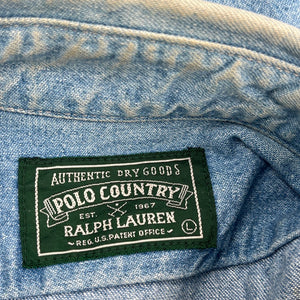 AUTHENTIC DRY GOODS
POLO COUNTRY
EST. 1967
RALPH LAUREN
- REG. U.S. PATENT OFFICE -
L